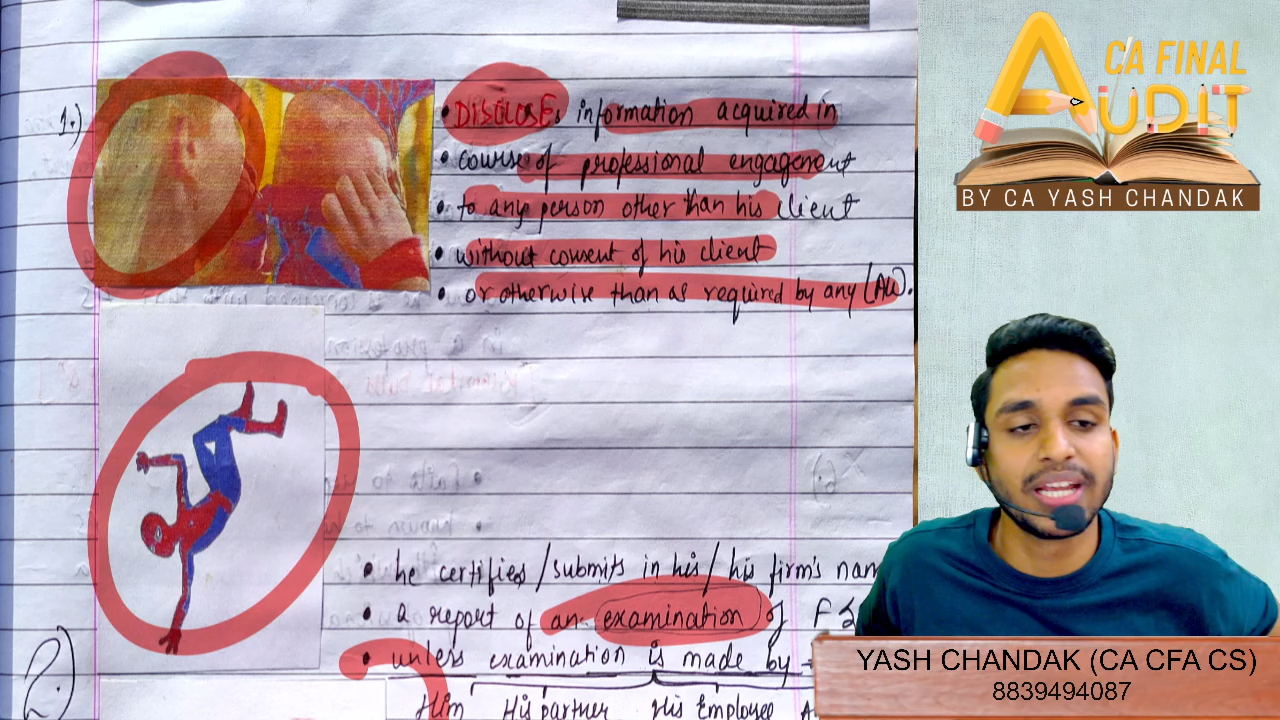 1.)
• DISCLOSEs information acquired in
• course of professional engagement
• to any person other than his client
• without consent of his client
• or otherwise than as required by any LAW.
• he certifies/submits in his/his firm's nam
• a report of an examination of FS
• unless examination is made by →
Him His partner His Employee A
2.)
CA FINAL
AUDIT
BY CA YASH CHANDAK
YASH CHANDAK (CA CFA CS)
8839494087